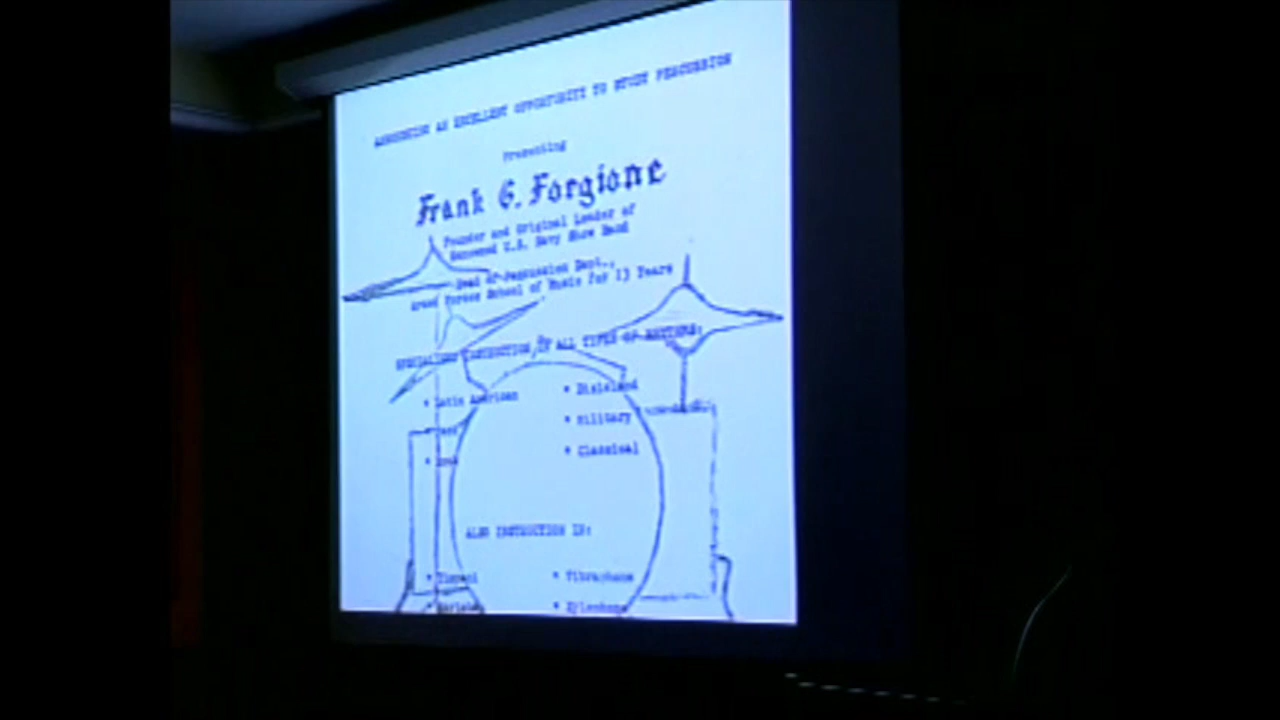 ANNOUNCING AN EXCELLENT OPPORTUNITY TO STUDY PERCUSSION
Presenting
Frank G. Forgione
Founder and Original Leader of
Renowned U.S. Navy Show Band
Head of Percussion Dept.,
Armed Forces School of Music for 13 Years
SPECIALIZED INSTRUCTION IN ALL TYPES OF RHYTHMS:
• Latin American
• Dixieland
• Military
• Classical
ALSO INSTRUCTION IN:
• Timpani
• Vibraphone
• Xylophone